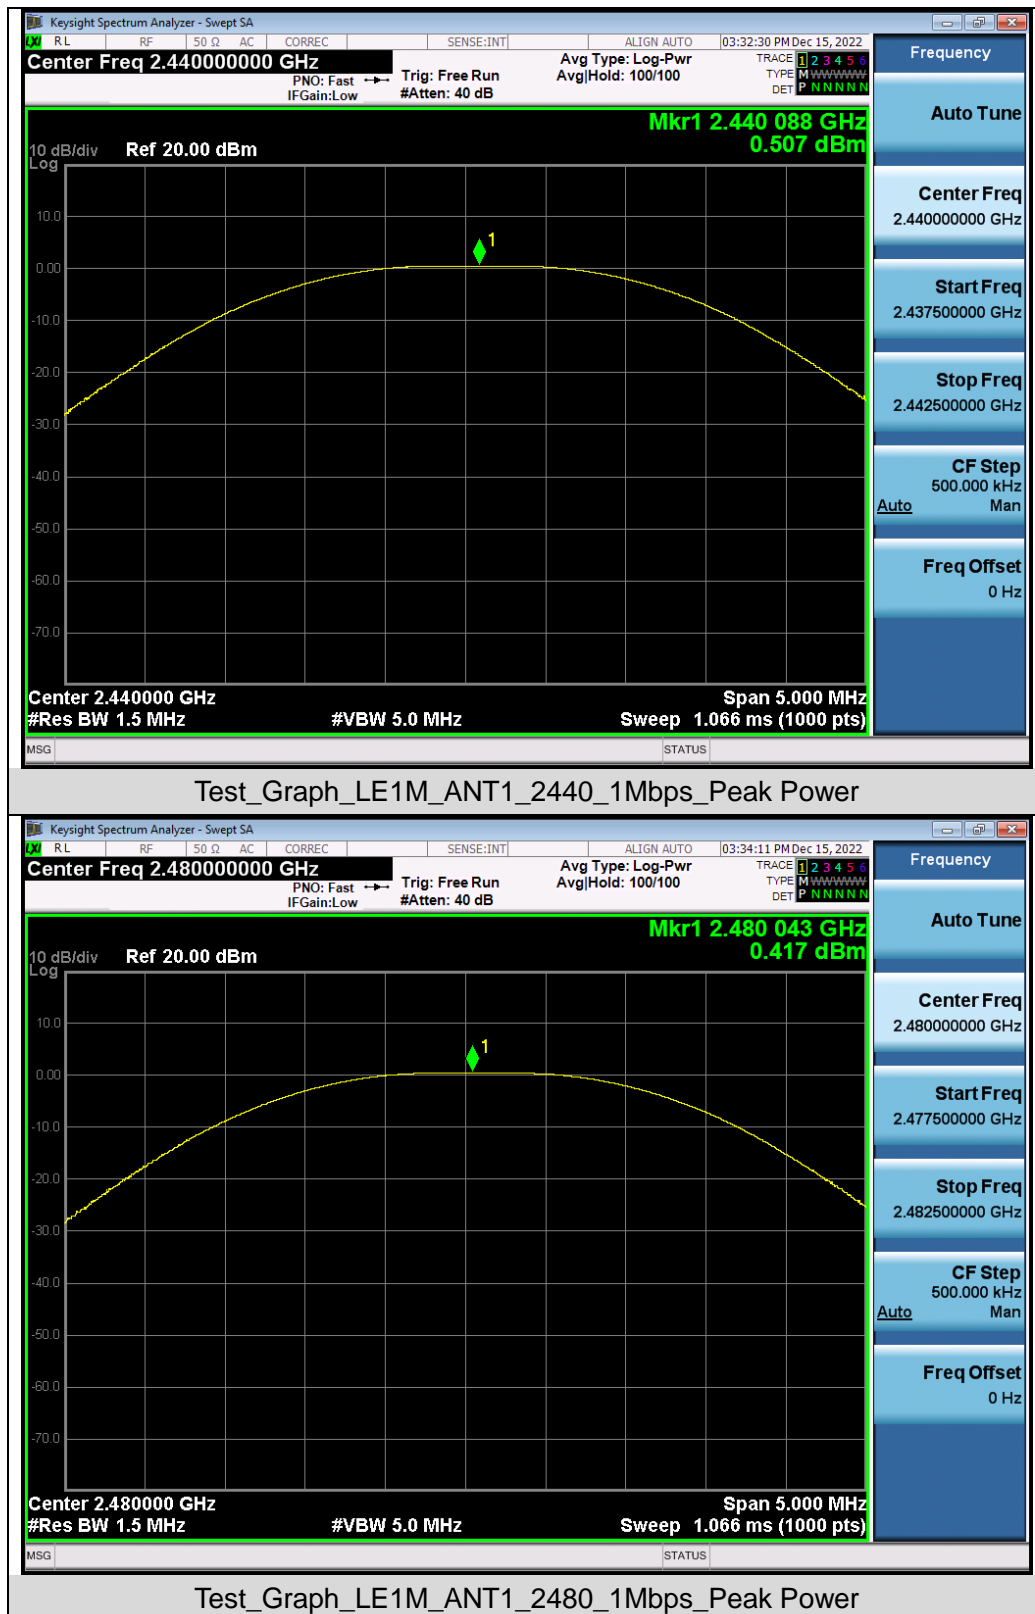 Keysight Spectrum Analyzer - Swept SA
LXI RL RF 50 Ω AC CORREC SENSE:INT ALIGN AUTO 03:32:30 PM Dec 15, 2022
Center Freq 2.440000000 GHz
PNO: Fast
IFGain:Low
Trig: Free Run
#Atten: 40 dB
Avg Type: Log-Pwr
Avg|Hold: 100/100
TRACE 1 2 3 4 5 6
TYPE M WWWWW
DET P N N N N N
Mkr1 2.440 088 GHz
0.507 dBm
10 dB/div Ref 20.00 dBm
Log
10.0
1
0.00
-10.0
-20.0
-30.0
-40.0
-50.0
-60.0
-70.0
Center 2.440000 GHz Span 5.000 MHz
#Res BW 1.5 MHz #VBW 5.0 MHz Sweep 1.066 ms (1000 pts)
MSG STATUS
Frequency
Auto Tune
Center Freq
2.440000000 GHz
Start Freq
2.437500000 GHz
Stop Freq
2.442500000 GHz
CF Step
500.000 kHz
Auto Man
Freq Offset
0 Hz
Test_Graph_LE1M_ANT1_2440_1Mbps_Peak Power
Keysight Spectrum Analyzer - Swept SA
LXI RL RF 50 Ω AC CORREC SENSE:INT ALIGN AUTO 03:34:11 PM Dec 15, 2022
Center Freq 2.480000000 GHz
PNO: Fast
IFGain:Low
Trig: Free Run
#Atten: 40 dB
Avg Type: Log-Pwr
Avg|Hold: 100/100
TRACE 1 2 3 4 5 6
TYPE M WWWWW
DET P N N N N N
Mkr1 2.480 043 GHz
0.417 dBm
10 dB/div Ref 20.00 dBm
Log
10.0
1
0.00
-10.0
-20.0
-30.0
-40.0
-50.0
-60.0
-70.0
Center 2.480000 GHz Span 5.000 MHz
#Res BW 1.5 MHz #VBW 5.0 MHz Sweep 1.066 ms (1000 pts)
MSG STATUS
Frequency
Auto Tune
Center Freq
2.480000000 GHz
Start Freq
2.477500000 GHz
Stop Freq
2.482500000 GHz
CF Step
500.000 kHz
Auto Man
Freq Offset
0 Hz
Test_Graph_LE1M_ANT1_2480_1Mbps_Peak Power